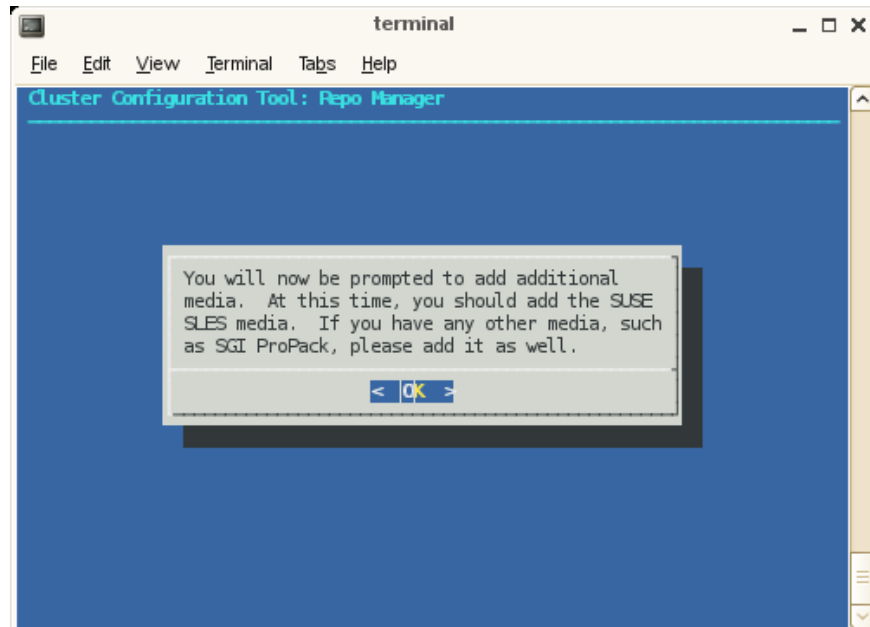 terminal
File Edit View Terminal Tabs Help
Cluster Configuration Tool: Repo Manager
You will now be prompted to add additional
media.  At this time, you should add the SUSE
SLES media.  If you have any other media, such
as SGI ProPack, please add it as well.
< OK >